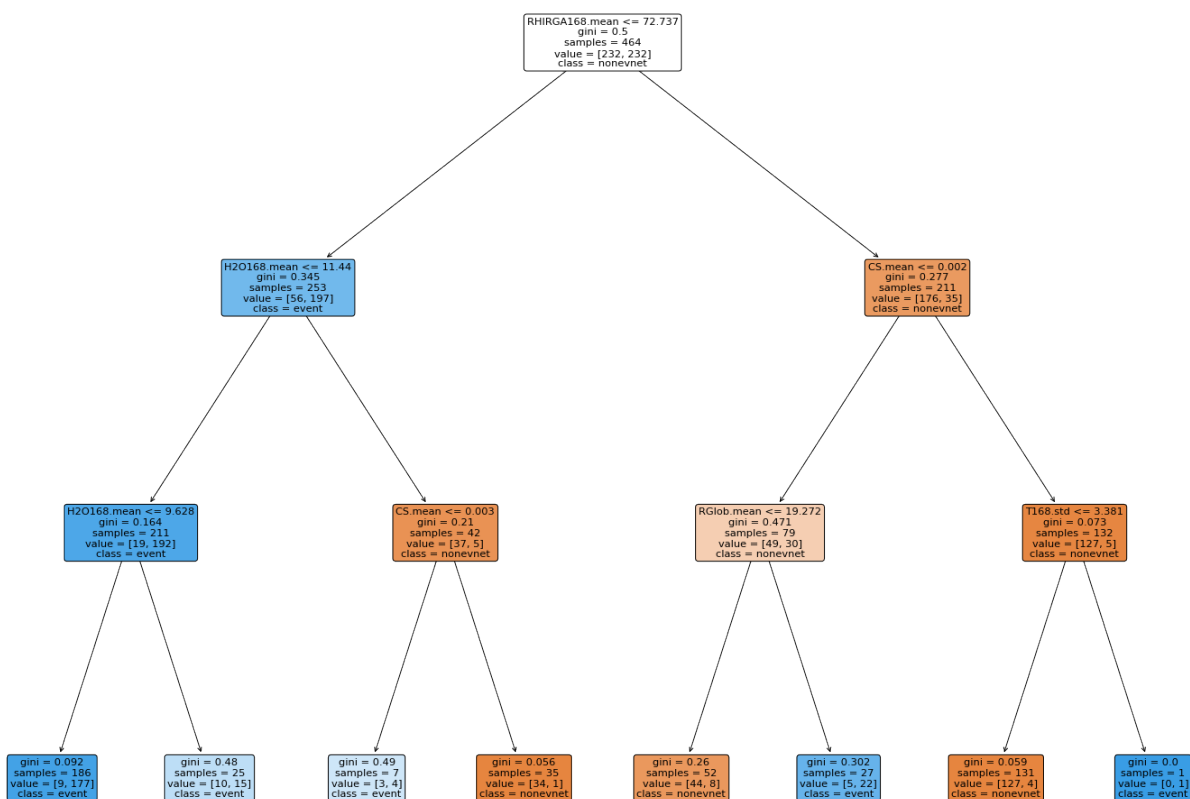 RHIRGA168.mean <= 72.737
gini = 0.5
samples = 464
value = [232, 232]
class = nonevnet
H2O168.mean <= 11.44
gini = 0.345
samples = 253
value = [56, 197]
class = event
CS.mean <= 0.002
gini = 0.277
samples = 211
value = [176, 35]
class = nonevnet
H2O168.mean <= 9.628
gini = 0.164
samples = 211
value = [19, 192]
class = event
CS.mean <= 0.003
gini = 0.21
samples = 42
value = [37, 5]
class = nonevnet
RGlob.mean <= 19.272
gini = 0.471
samples = 79
value = [49, 30]
class = nonevnet
T168.std <= 3.381
gini = 0.073
samples = 132
value = [127, 5]
class = nonevnet
gini = 0.092
samples = 186
value = [9, 177]
class = event
gini = 0.48
samples = 25
value = [10, 15]
class = event
gini = 0.49
samples = 7
value = [3, 4]
class = event
gini = 0.056
samples = 35
value = [34, 1]
class = nonevnet
gini = 0.26
samples = 52
value = [44, 8]
class = nonevnet
gini = 0.302
samples = 27
value = [5, 22]
class = event
gini = 0.059
samples = 131
value = [127, 4]
class = nonevnet
gini = 0.0
samples = 1
value = [0, 1]
class = event